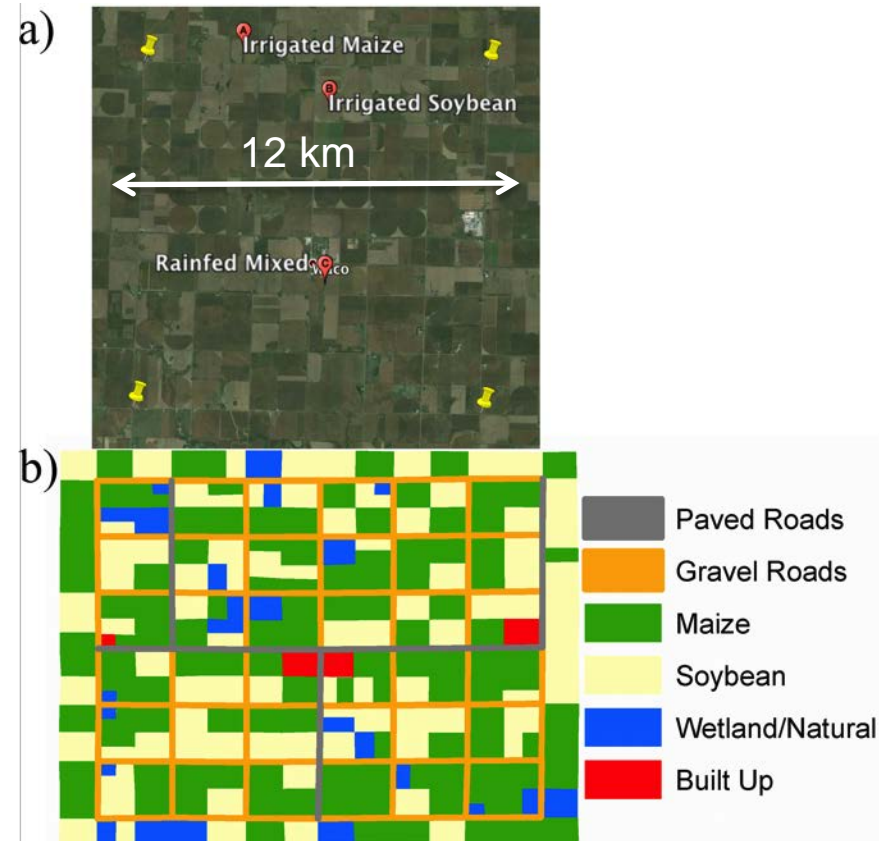 a)
A
Irrigated Maize
B
Irrigated Soybean
12 km
Rainfed Mixed
C
b)
Paved Roads
Gravel Roads
Maize
Soybean
Wetland/Natural
Built Up